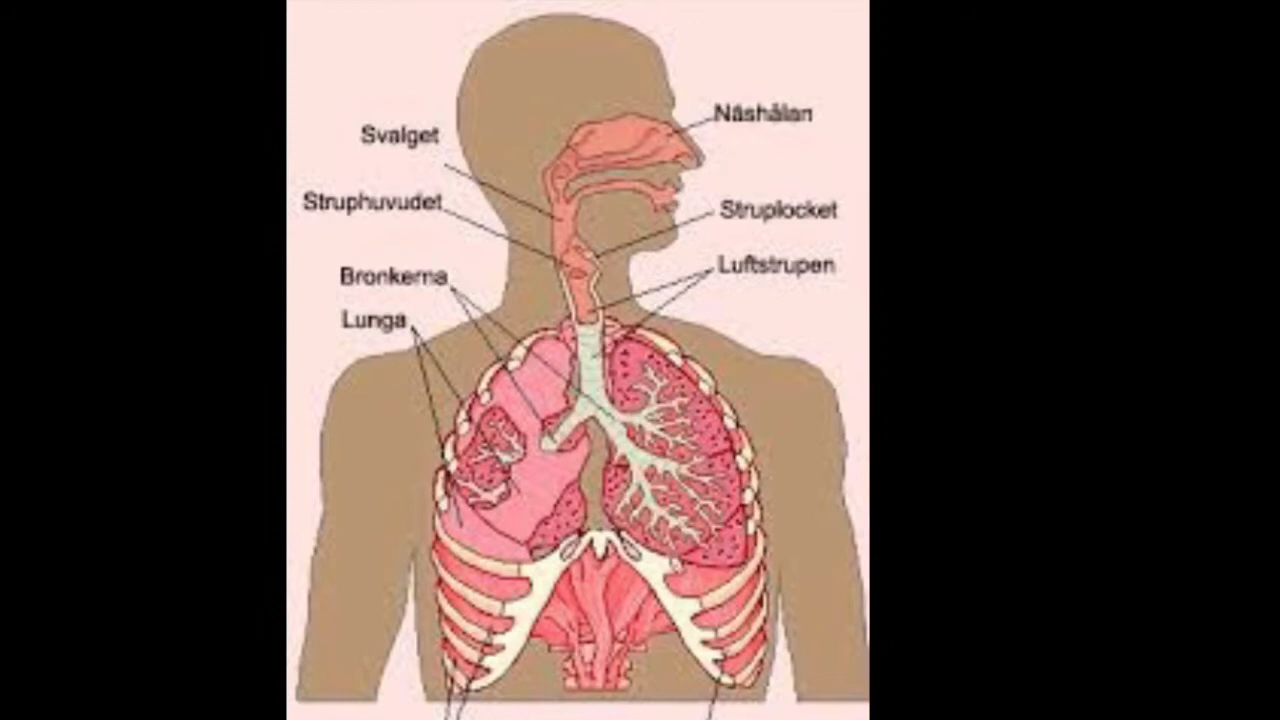 Näshålan
Svalget
Struphuvudet
Struplocket
Luftstrupen
Bronkerna
Lunga